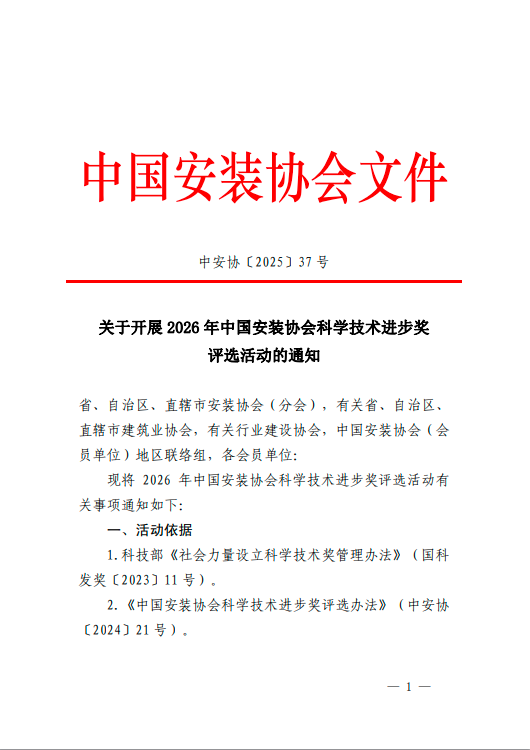 中国安装协会文件
中安协〔2025〕37 号
关于开展 2026 年中国安装协会科学技术进步奖
评选活动的通知
省、自治区、直辖市安装协会（分会），有关省、自治区、
直辖市建筑业协会，有关行业建设协会，中国安装协会（会
员单位）地区联络组，各会员单位：
现将 2026 年中国安装协会科学技术进步奖评选活动有
关事项通知如下：
一、活动依据
1.科技部《社会力量设立科学技术奖管理办法》（国科
发奖〔2023〕11 号）。
2.《中国安装协会科学技术进步奖评选办法》（中安协
〔2024〕21 号）。
— 1 —